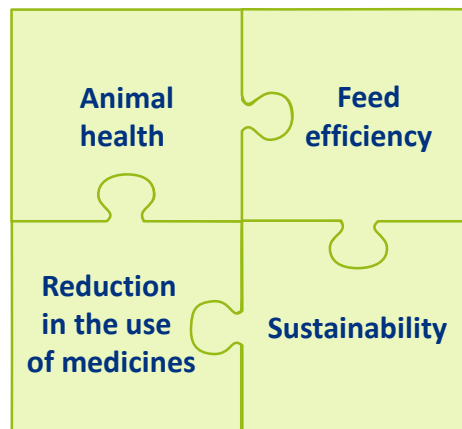 Animal
health
Feed
efficiency
Reduction
in the use
of medicines
Sustainability